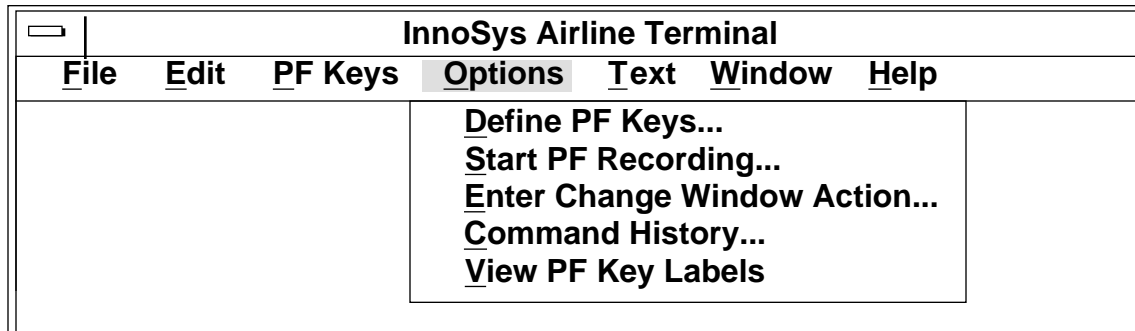 InnoSys Airline Terminal
File Edit PF Keys Options Text Window Help
Define PF Keys...
Start PF Recording...
Enter Change Window Action...
Command History...
View PF Key Labels